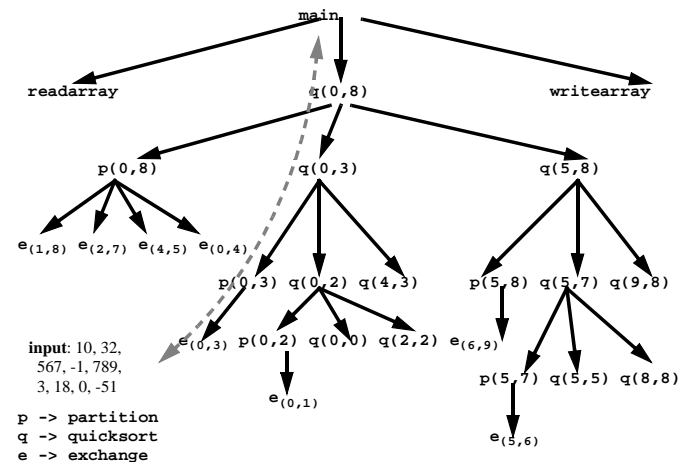 main
readarray q(0,8) writearray
p(0,8) q(0,3) q(5,8)
e(1,8) e(2,7) e(4,5) e(0,4)
p(0,3) q(0,2) q(4,3) p(5,8) q(5,7) q(9,8)
e(0,3) p(0,2) q(0,0) q(2,2) e(6,9)
p(5,7) q(5,5) q(8,8)
e(0,1)
e(5,6)
input: 10, 32,
567, -1, 789,
3, 18, 0, -51
p -> partition
q -> quicksort
e -> exchange